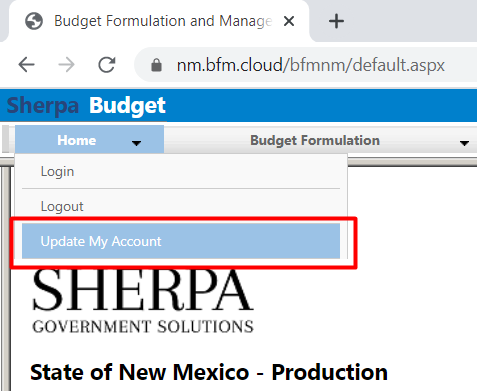 Budget Formulation and Manage
nm.bfm.cloud/bfmnm/default.aspx
Sherpa Budget
Home Budget Formulation
Login
Logout
Update My Account
SHERPA
GOVERNMENT SOLUTIONS
State of New Mexico - Production